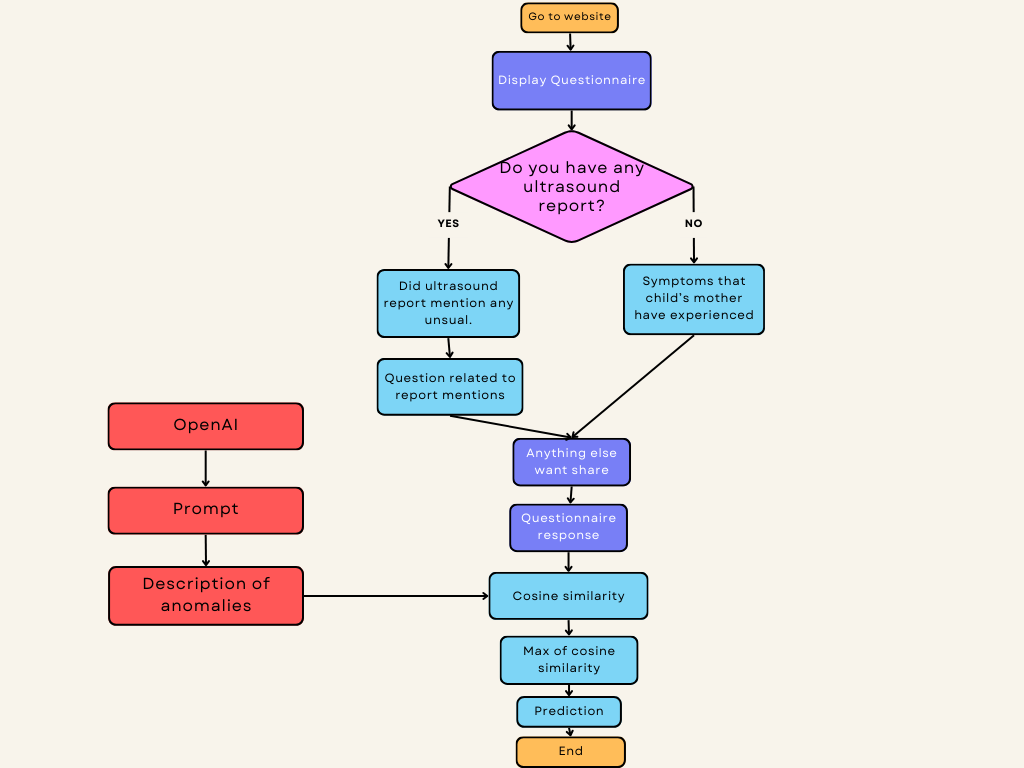 Go to website
Display Questionnaire
Do you have any
ultrasound
report?
YES
NO
Did ultrasound
report mention any
unsual.
Symptoms that
child's mother
have experienced
Question related to
report mentions
OpenAI
Prompt
Description of
anomalies
Anything else
want share
Questionnaire
response
Cosine similarity
Max of cosine
similarity
Prediction
End